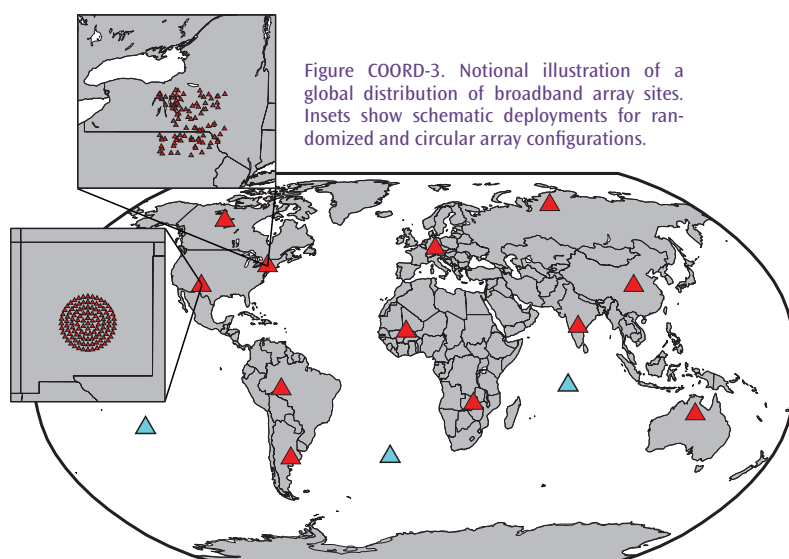 Figure COORD-3. Notional illustration of a
global distribution of broadband array sites.
Insets show schematic deployments for ran-
domized and circular array configurations.